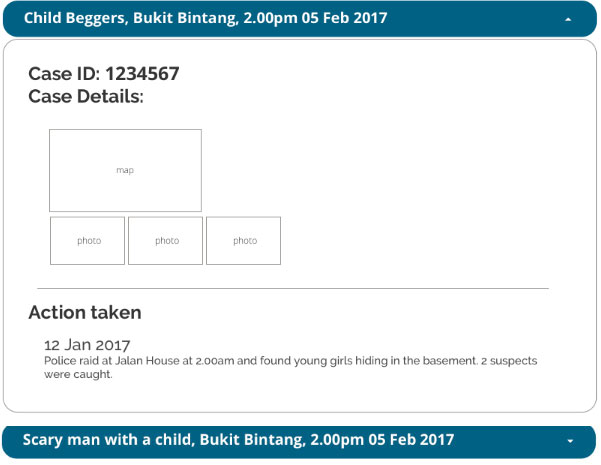 Child Beggers, Bukit Bintang, 2.00pm 05 Feb 2017
Case ID: 1234567
Case Details:
map
photo photo photo
Action taken
12 Jan 2017
Police raid at Jalan House at 2.00am and found young girls hiding in the basement. 2 suspects
were caught.
Scary man with a child, Bukit Bintang, 2.00pm 05 Feb 2017